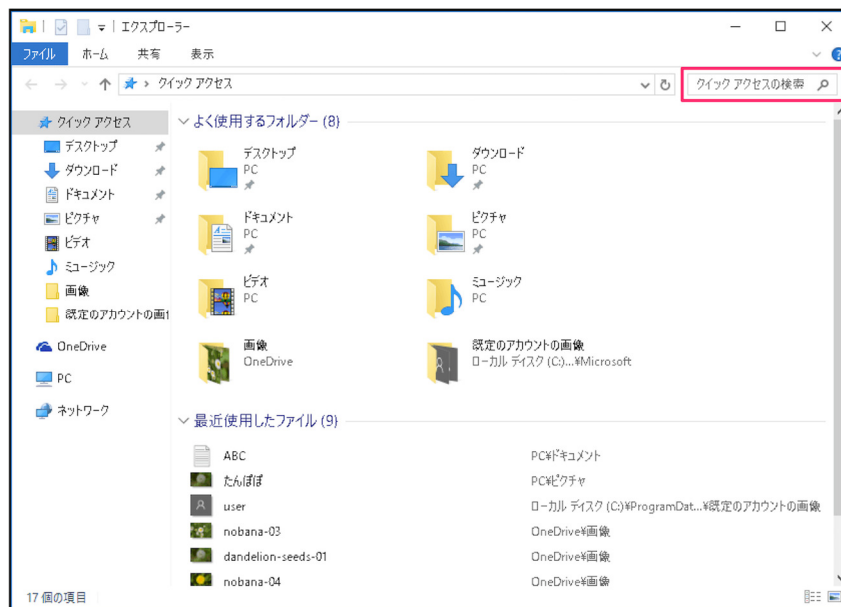 エクスプローラー
ファイル ホーム 共有 表示
クイック アクセス
クイック アクセスの検索
クイック アクセス
デスクトップ
ダウンロード
ドキュメント
ピクチャ
ビデオ
ミュージック
画像
既定のアカウントの画
OneDrive
PC
ネットワーク
よく使用するフォルダー (8)
デスクトップ
PC
ダウンロード
PC
ドキュメント
PC
ピクチャ
PC
ビデオ
PC
ミュージック
PC
画像
OneDrive
既定のアカウントの画像
ローカル ディスク (C:)...¥Microsoft
最近使用したファイル (9)
ABC PC¥ドキュメント
たんぽぽ PC¥ピクチャ
user ローカル ディスク (C:)¥ProgramDat...¥既定のアカウントの画像
nobana-03 OneDrive¥画像
dandelion-seeds-01 OneDrive¥画像
nobana-04 OneDrive¥画像
17 個の項目